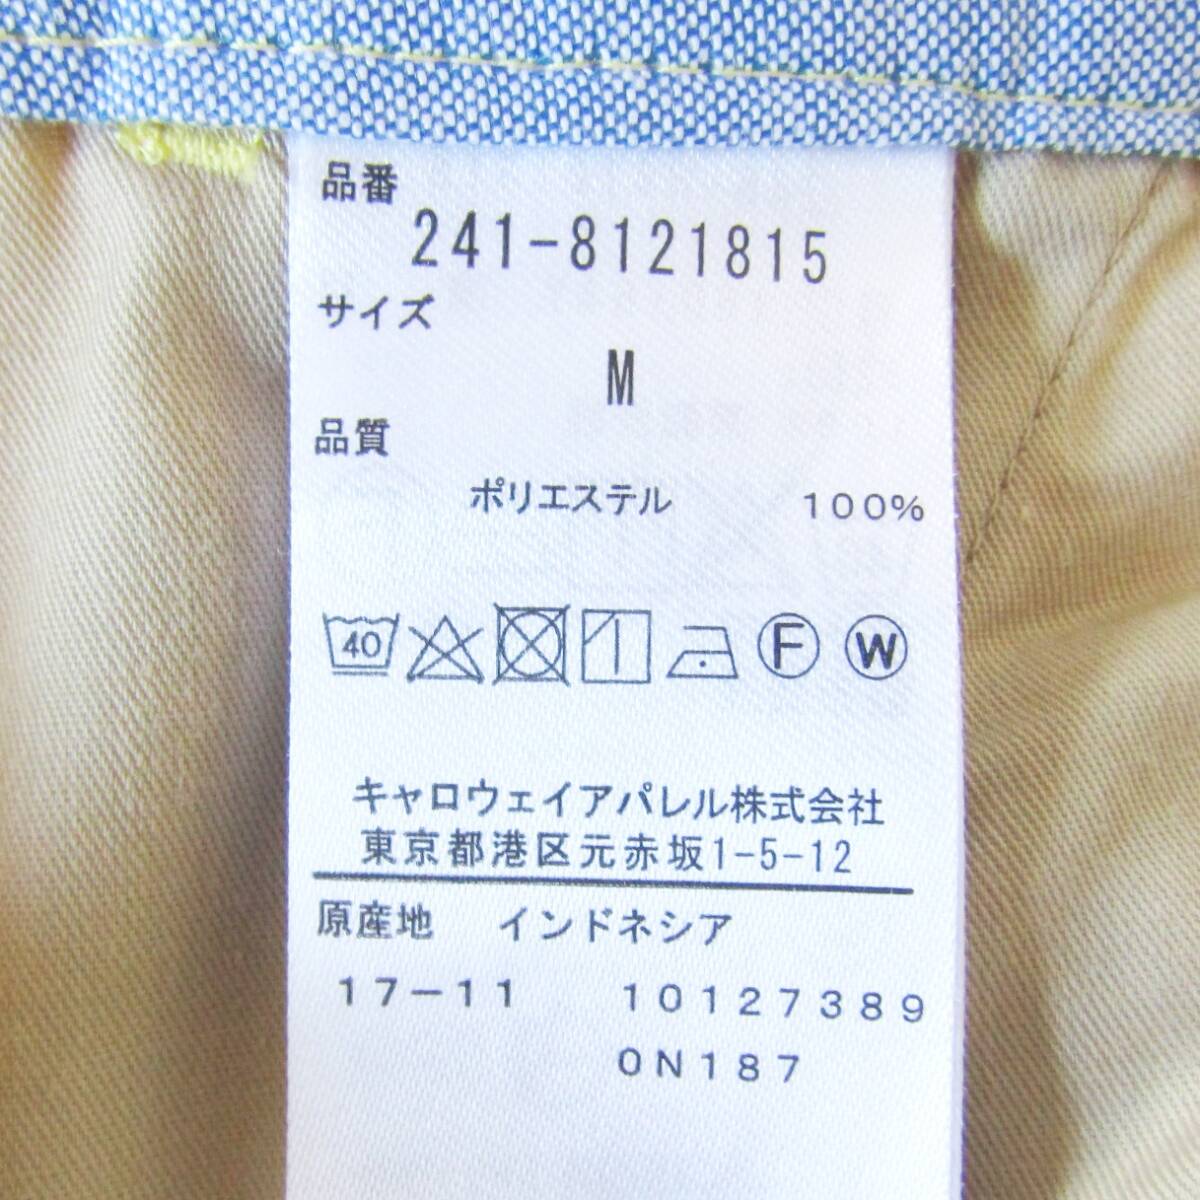 品番
241-8121815
サイズ
M
品質
ポリエステル 100%
40 F W
キャロウェイアパレル株式会社
東京都港区元赤坂1-5-12
原産地 インドネシア
17-11 10127389
0N187